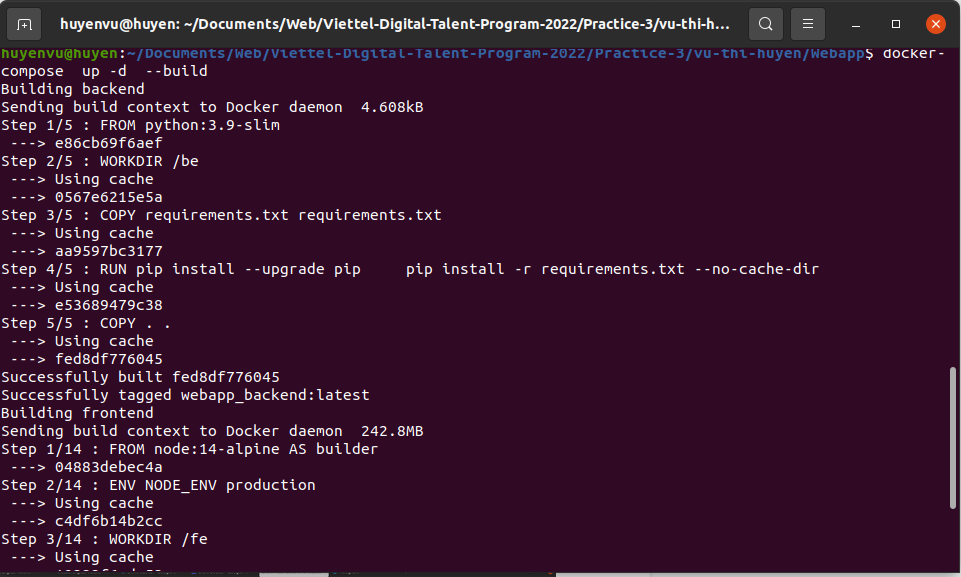 huyenvu@huyen: ~/Documents/Web/Viettel-Digital-Talent-Program-2022/Practice-3/vu-thi-h...
huyenvu@huyen:~/Documents/Web/Viettel-Digital-Talent-Program-2022/Practice-3/vu-thi-huyen/Webapp$ docker-
compose  up -d  --build
Building backend
Sending build context to Docker daemon  4.608kB
Step 1/5 : FROM python:3.9-slim
 ---> e86cb69f6aef
Step 2/5 : WORKDIR /be
 ---> Using cache
 ---> 0567e6215e5a
Step 3/5 : COPY requirements.txt requirements.txt
 ---> Using cache
 ---> aa9597bc3177
Step 4/5 : RUN pip install --upgrade pip     pip install -r requirements.txt --no-cache-dir
 ---> Using cache
 ---> e53689479c38
Step 5/5 : COPY . .
 ---> Using cache
 ---> fed8df776045
Successfully built fed8df776045
Successfully tagged webapp_backend:latest
Building frontend
Sending build context to Docker daemon  242.8MB
Step 1/14 : FROM node:14-alpine AS builder
 ---> 04883debec4a
Step 2/14 : ENV NODE_ENV production
 ---> Using cache
 ---> c4df6b14b2cc
Step 3/14 : WORKDIR /fe
 ---> Using cache